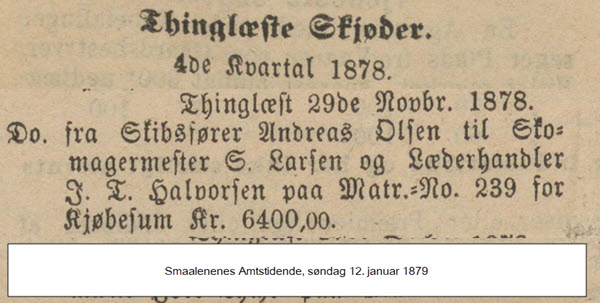 Thinglæste Skjøder.
4de Kvartal 1878.
Thinglæst 29de Novbr. 1878.
Do. fra Skibsfører Andreas Olsen til Sko-
magermester S. Larsen og Læderhandler
J. T. Halvorsen paa Matr.-No. 239 for
Kjøbesum Kr. 6400,00.
Smaalenenes Amtstidende, søndag 12. januar 1879